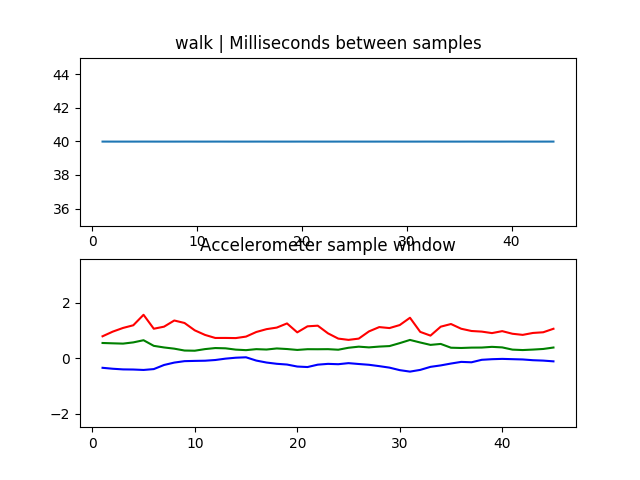 walk | Milliseconds between samples
44
42
40
38
36
0 10 20 30 40
Accelerometer sample window
2
0
−2
0 10 20 30 40